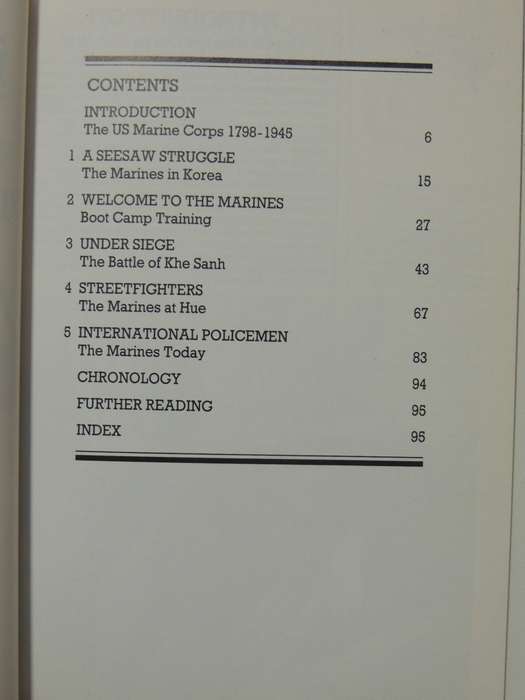 CONTENTS
INTRODUCTION
The US Marine Corps 1798-1945 6
1 A SEESAW STRUGGLE
The Marines in Korea 15
2 WELCOME TO THE MARINES
Boot Camp Training 27
3 UNDER SIEGE
The Battle of Khe Sanh 43
4 STREETFIGHTERS
The Marines at Hue 67
5 INTERNATIONAL POLICEMEN
The Marines Today 83
CHRONOLOGY 94
FURTHER READING 95
INDEX 95